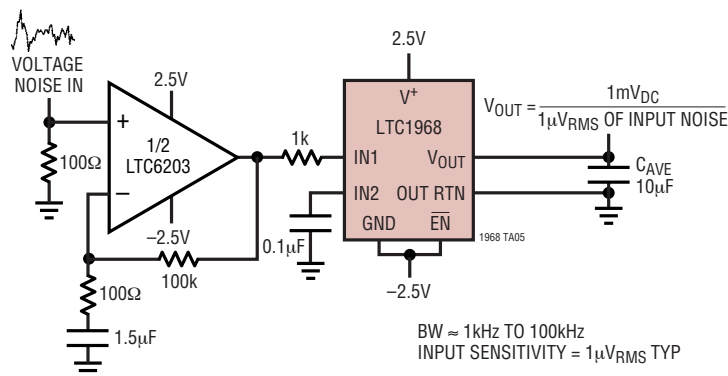 VOLTAGE
NOISE IN
100Ω
+
–
1/2
LTC6203
2.5V
–2.5V
100k
100Ω
1.5µF
1k
0.1µF
2.5V
V+
LTC1968
IN1
VOUT
IN2
OUT RTN
GND
EN
–2.5V
1968 TA05
VOUT = 1mVDC
1µVRMS OF INPUT NOISE
CAVE
10µF
BW ≈ 1kHz TO 100kHz
INPUT SENSITIVITY = 1µVRMS TYP